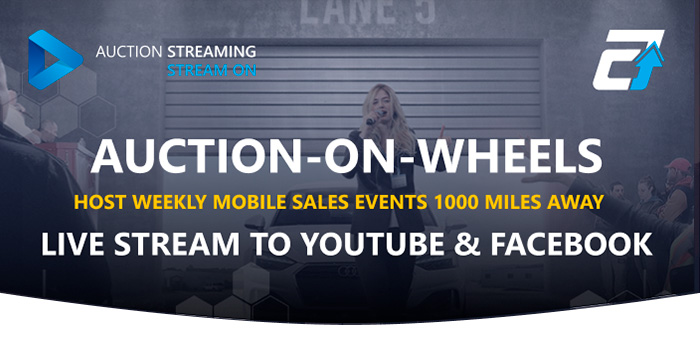 LANE 5
AUCTION STREAMING
STREAM ON
AUCTION-ON-WHEELS
HOST WEEKLY MOBILE SALES EVENTS 1000 MILES AWAY
LIVE STREAM TO YOUTUBE & FACEBOOK